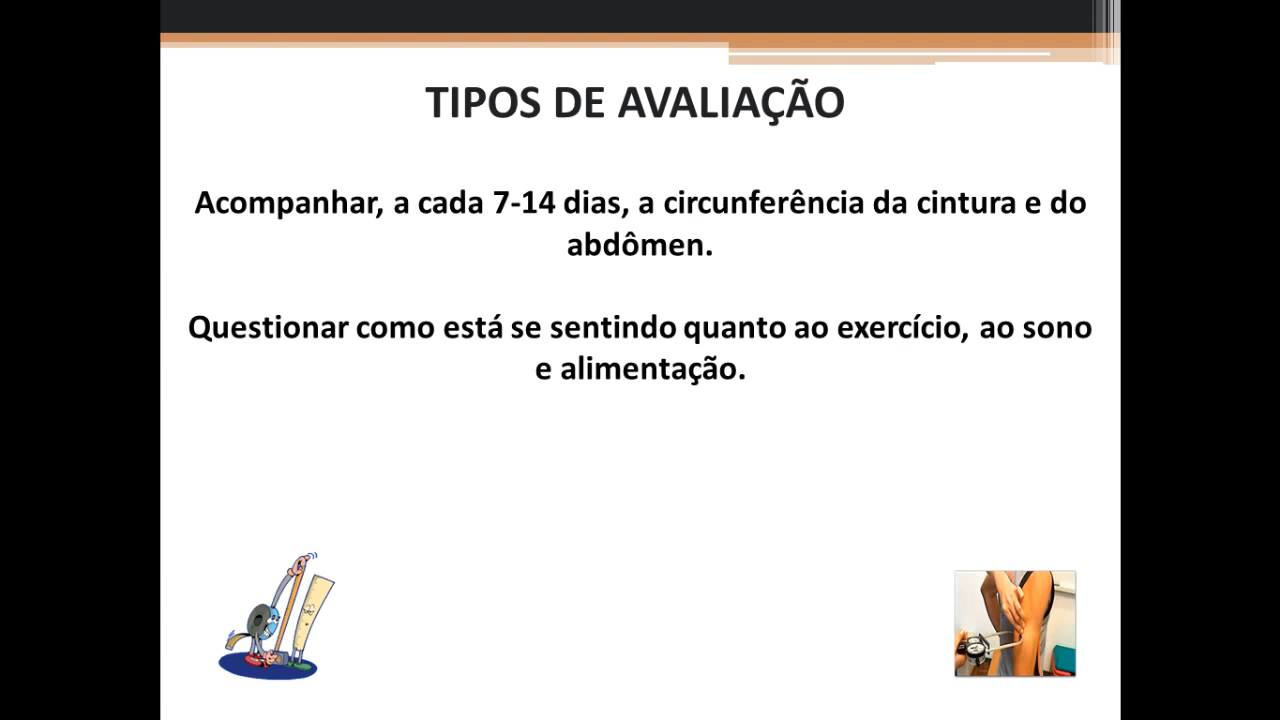 TIPOS DE AVALIAÇÃO
Acompanhar, a cada 7-14 dias, a circunferência da cintura e do
abdômen.
Questionar como está se sentindo quanto ao exercício, ao sono
e alimentação.